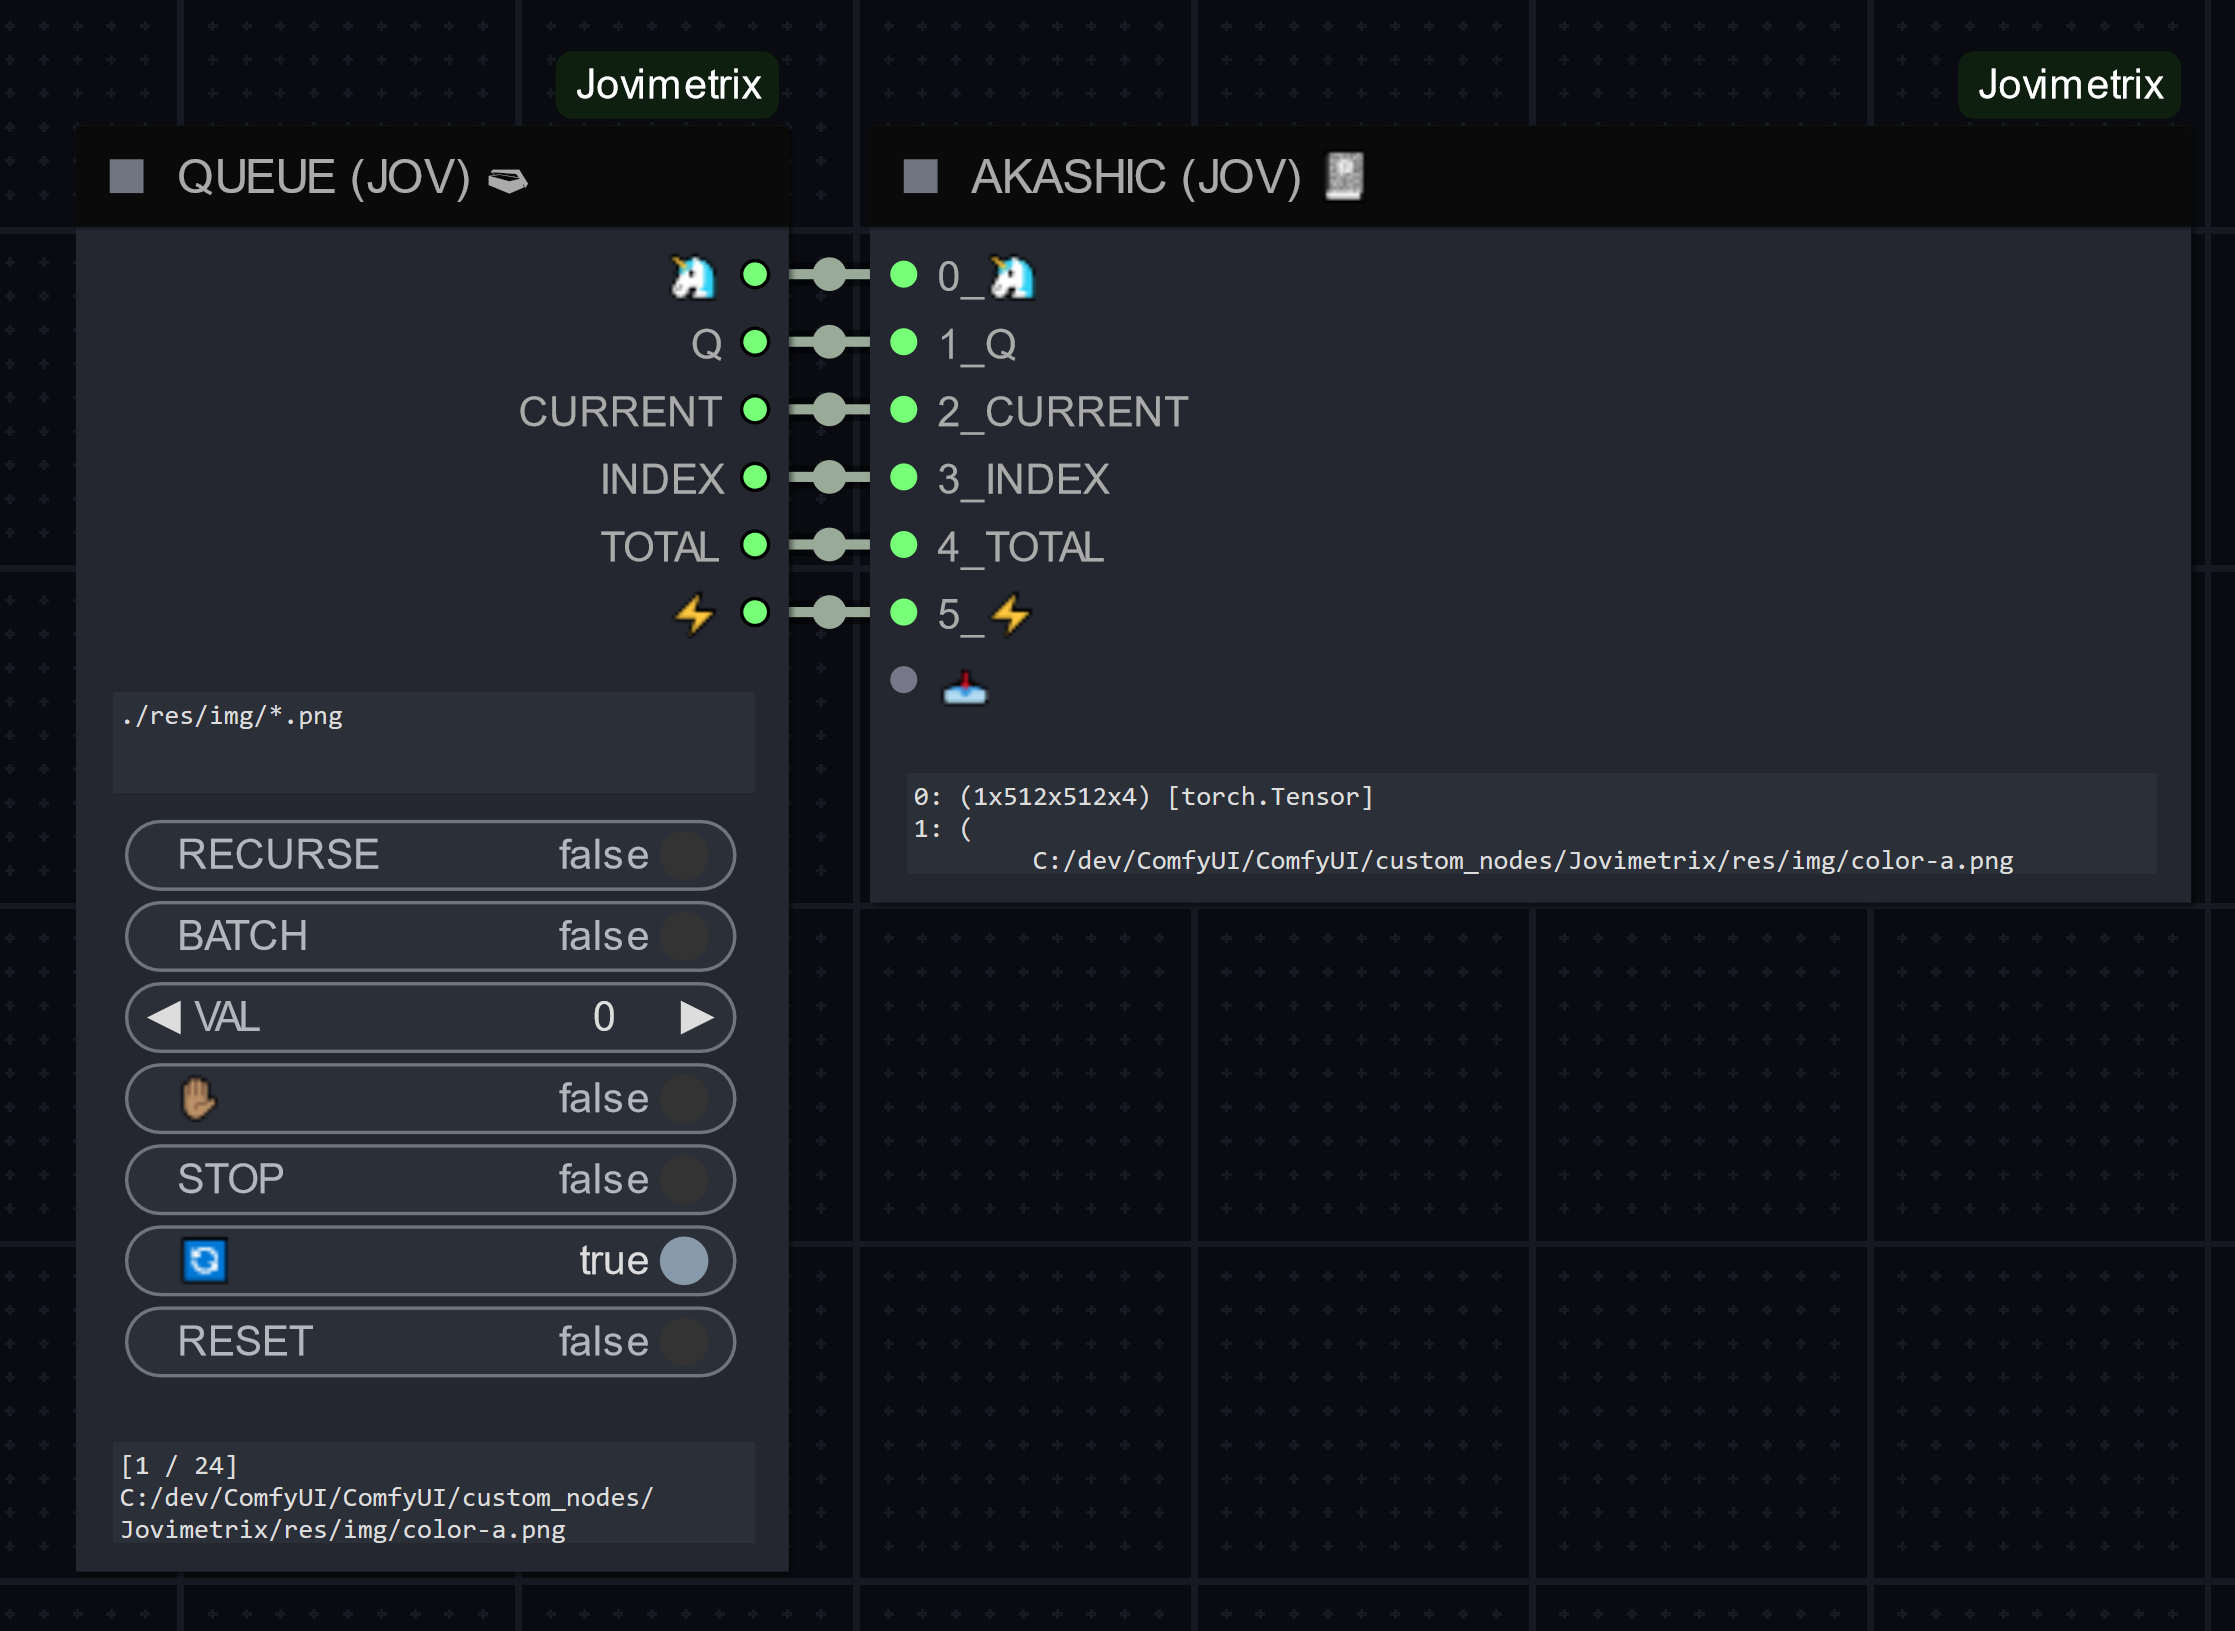 Jovimetrix
Jovimetrix
QUEUE (JOV)
🦄
Q
CURRENT
INDEX
TOTAL
⚡
./res/img/*.png
RECURSE false
BATCH false
VAL 0
✋🏽 false
STOP false
🔄 true
RESET false
[1 / 24]
C:/dev/ComfyUI/ComfyUI/custom_nodes/
Jovimetrix/res/img/color-a.png
AKASHIC (JOV)
0_🦄
1_Q
2_CURRENT
3_INDEX
4_TOTAL
5_⚡
📥
0: (1x512x512x4) [torch.Tensor]
1: (
C:/dev/ComfyUI/ComfyUI/custom_nodes/Jovimetrix/res/img/color-a.png